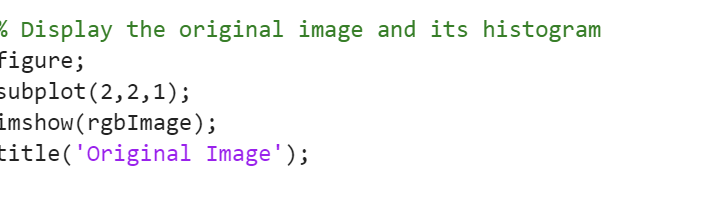 % Display the original image and its histogram
figure;
subplot(2,2,1);
imshow(rgbImage);
title('Original Image');